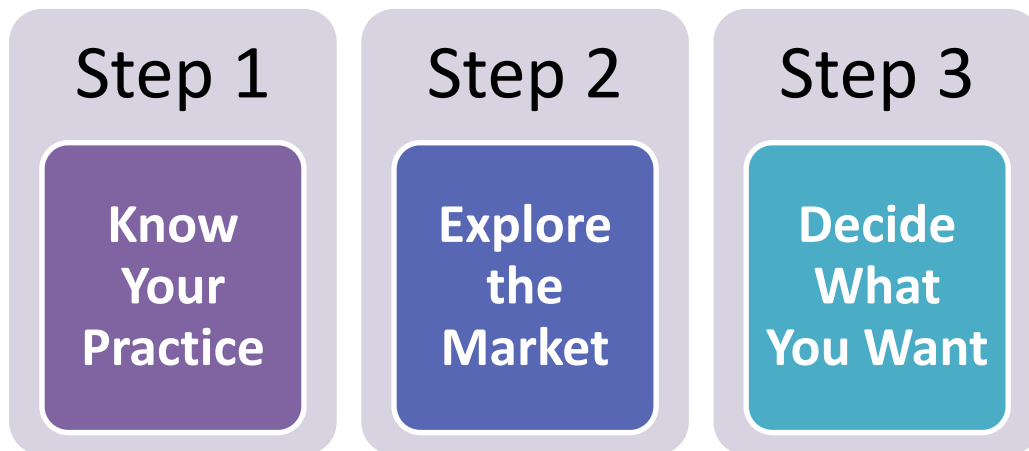 Step 1
Know
Your
Practice
Step 2
Explore
the
Market
Step 3
Decide
What
You Want